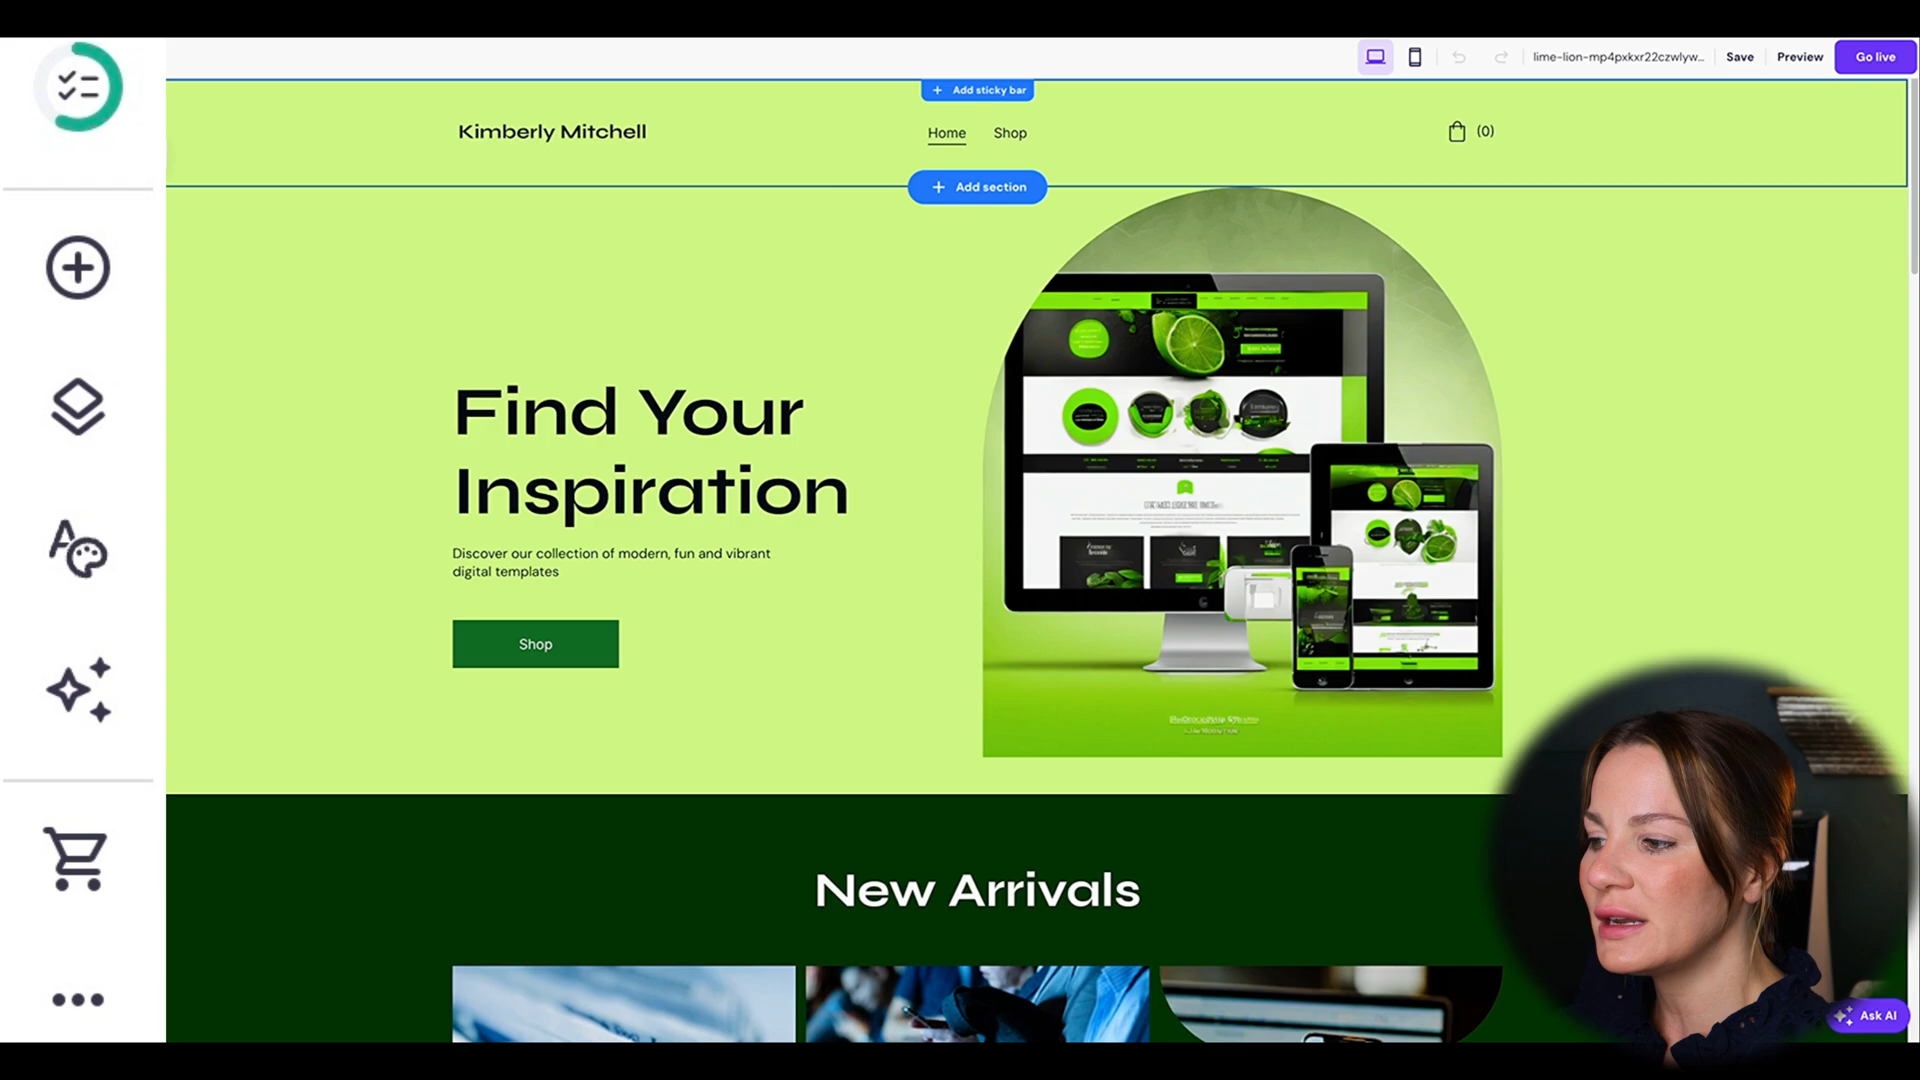 lime-lion-mp4pxkxr22czwlyw...
Save
Preview
Go live
+ Add sticky bar
Kimberly Mitchell
Home
Shop
(0)
+ Add section
Find Your
Inspiration
Discover our collection of modern, fun and vibrant
digital templates
Shop
New Arrivals
Ask AI